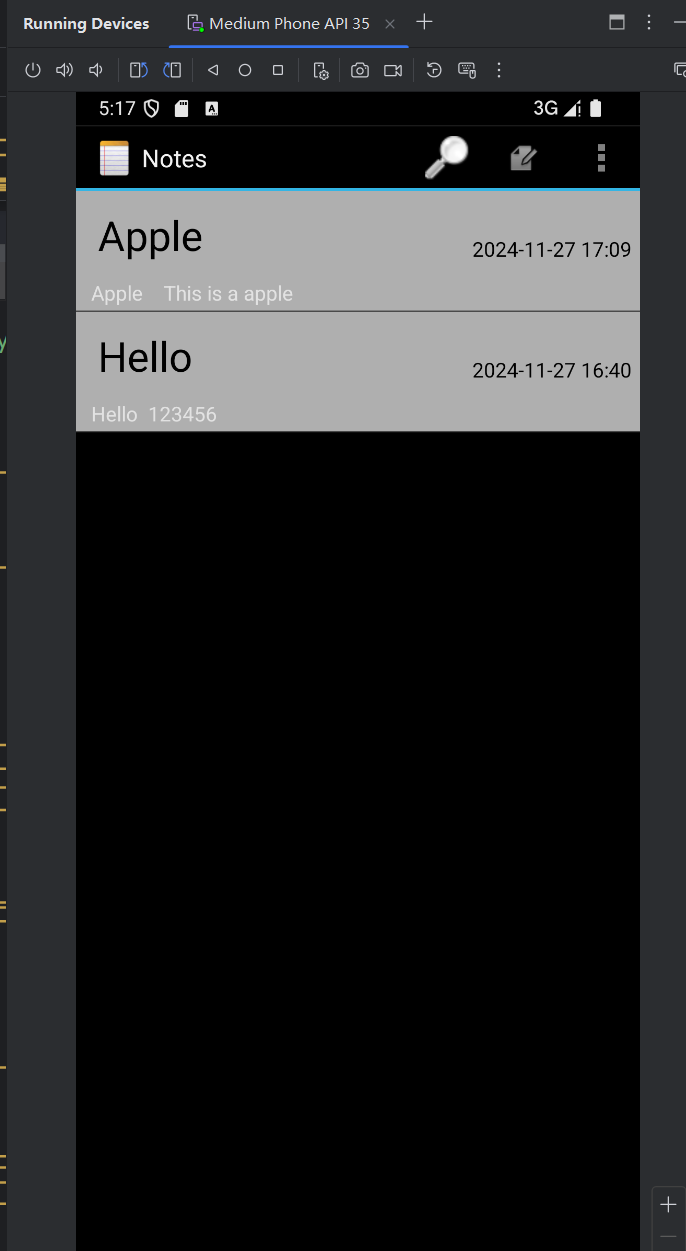 Running Devices Medium Phone API 35
5:17 A 3G
Notes
Apple
2024-11-27 17:09
Apple This is a apple
Hello
2024-11-27 16:40
Hello 123456